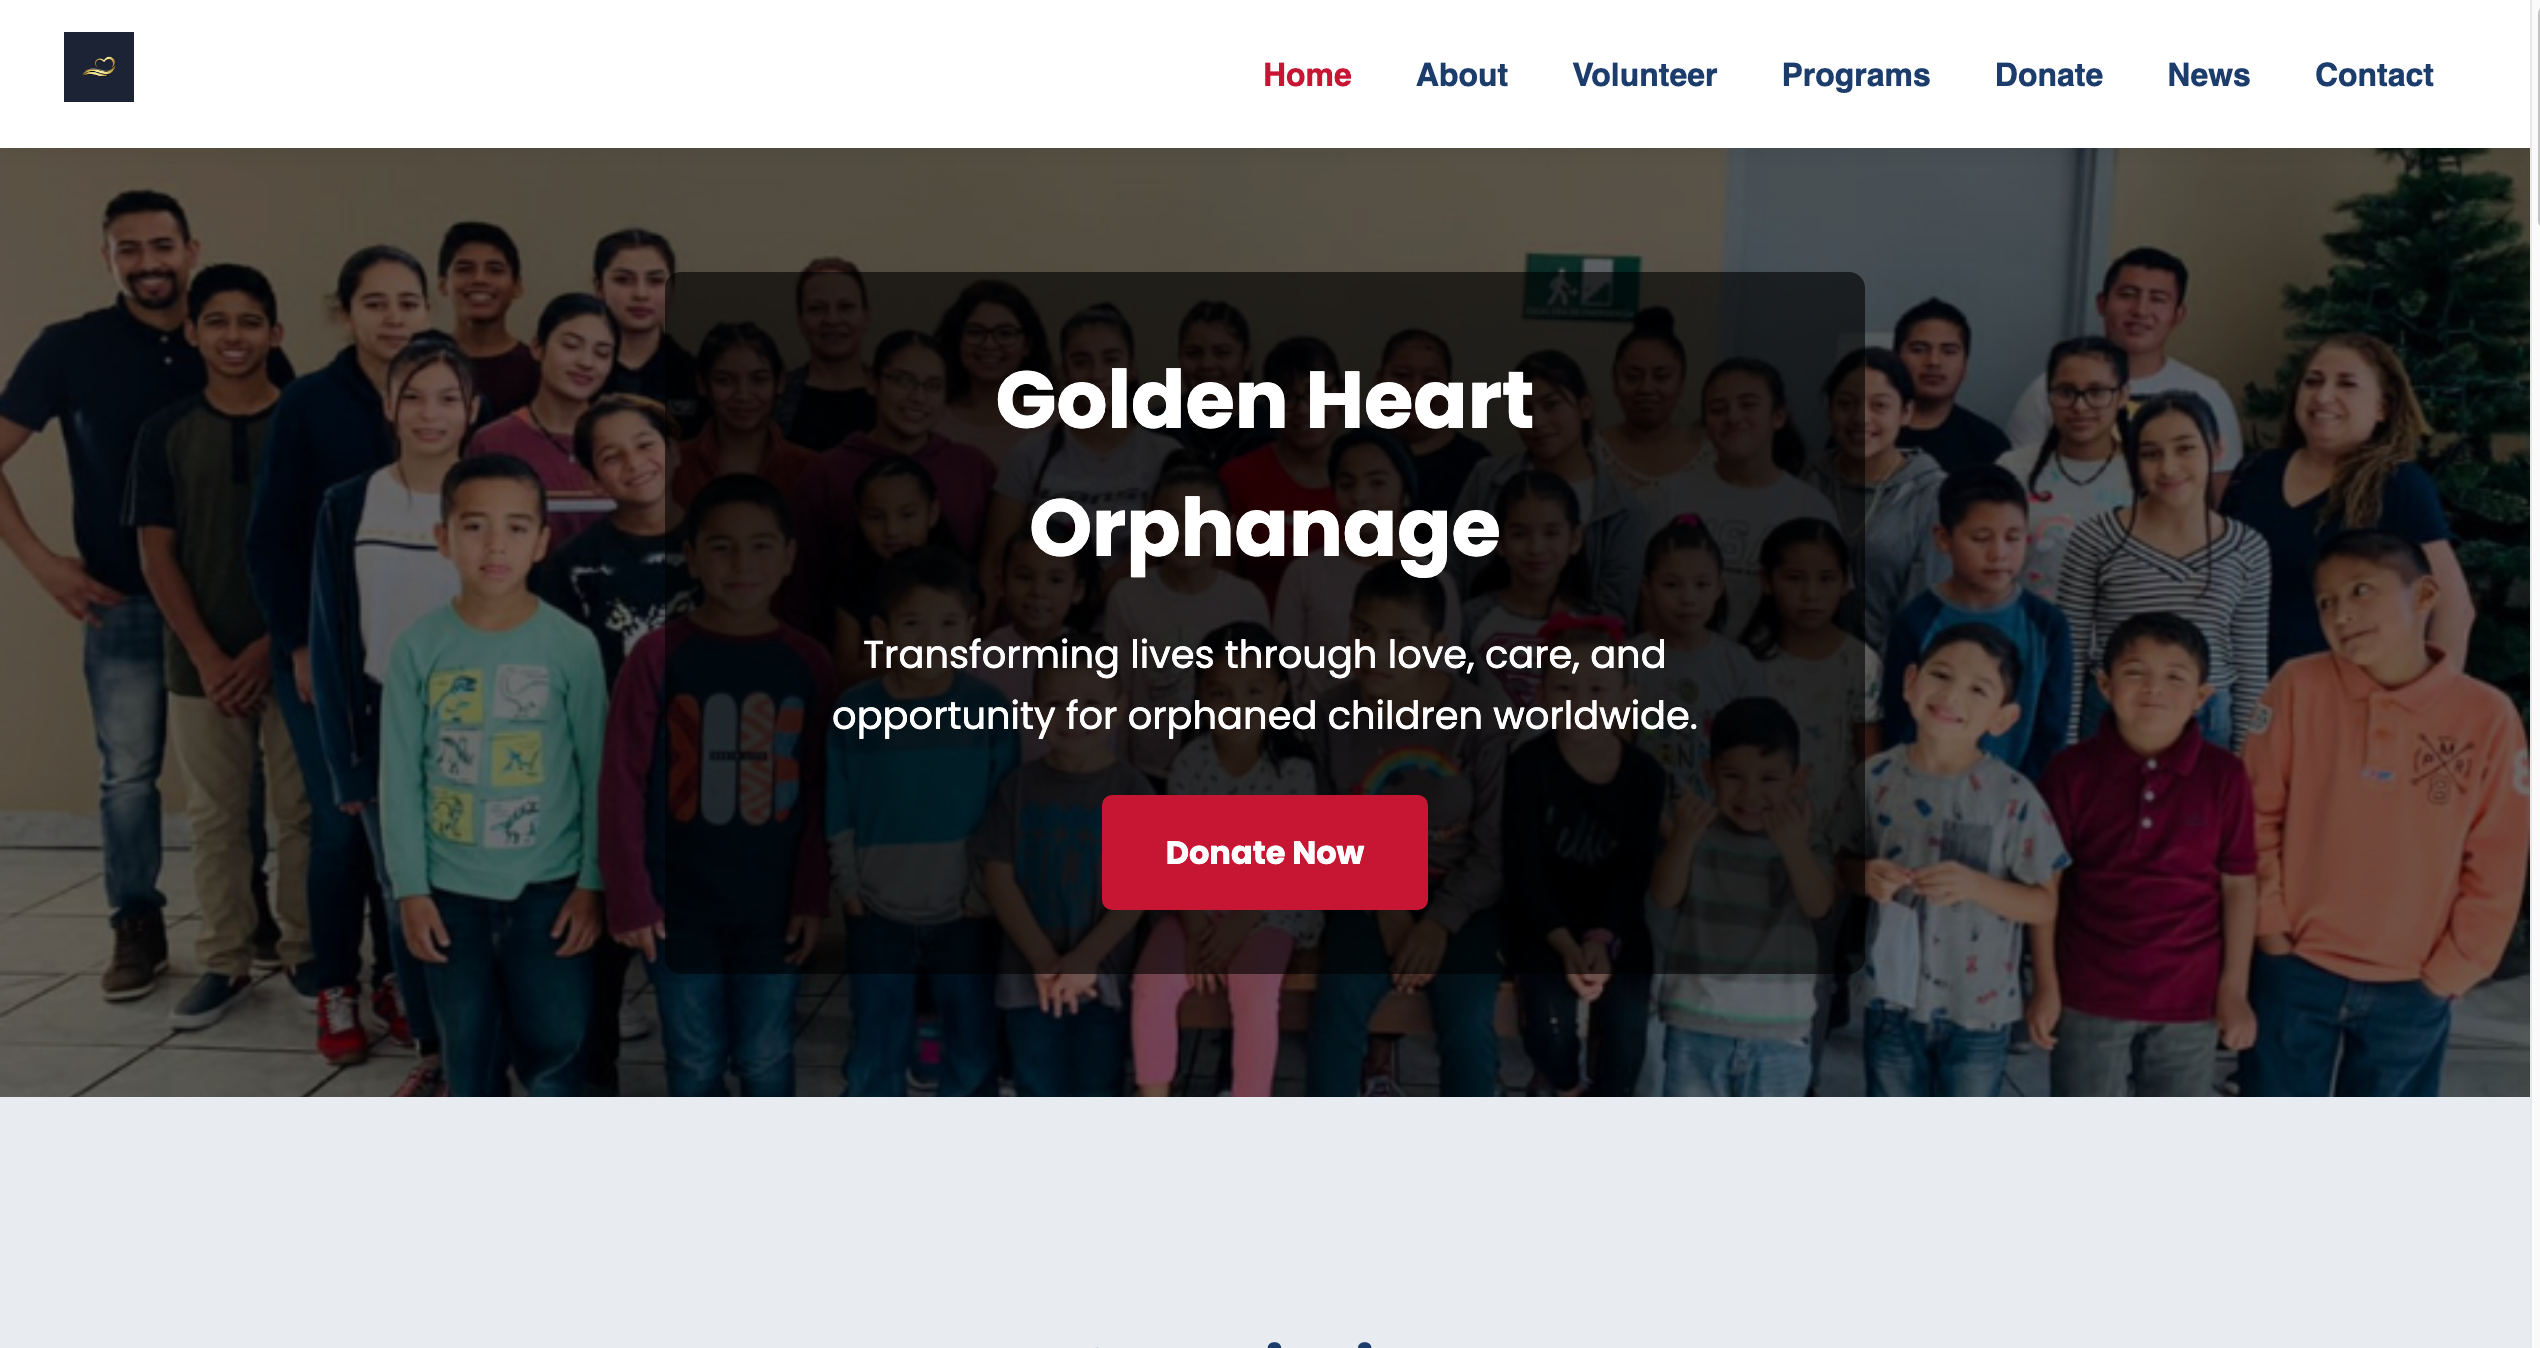 Home About Volunteer Programs Donate News Contact
Golden Heart
Orphanage
Transforming lives through love, care, and
opportunity for orphaned children worldwide.
Donate Now